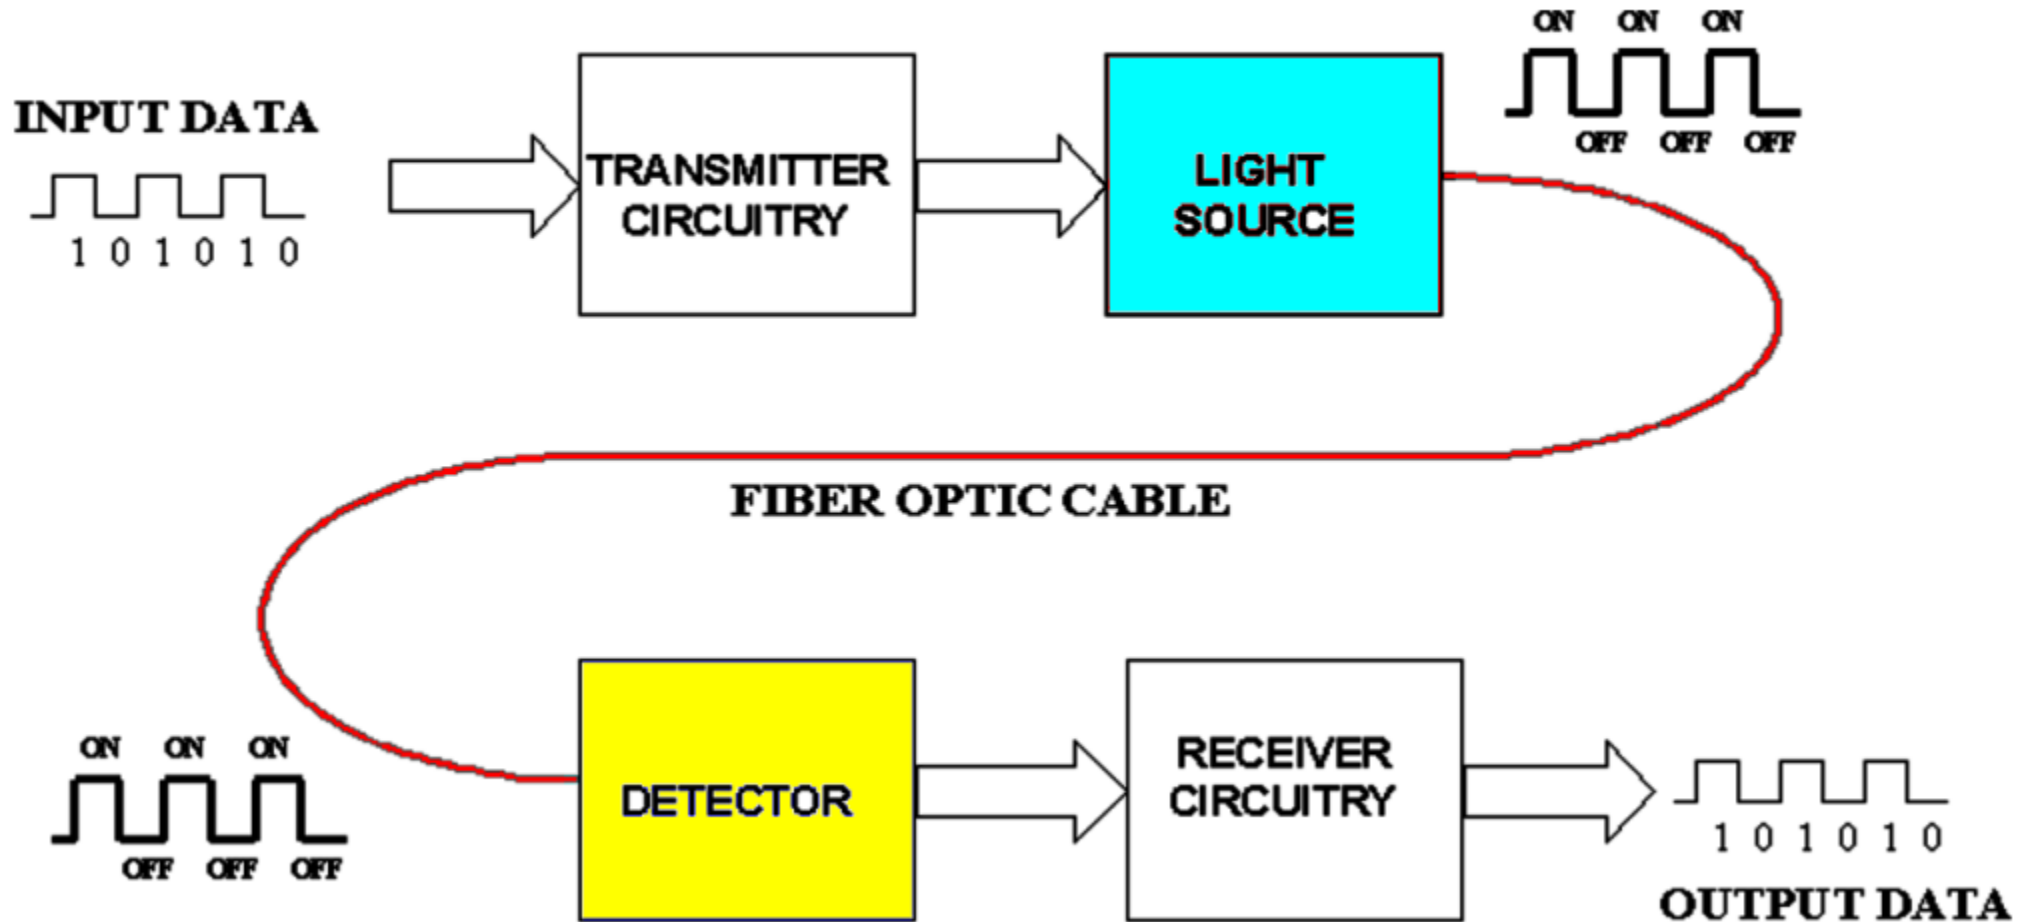 ON ON ON
OFF OFF OFF
INPUT DATA
1 0 1 0 1 0
TRANSMITTER
CIRCUITRY
LIGHT
SOURCE
FIBER OPTIC CABLE
ON ON ON
OFF OFF OFF
DETECTOR
RECEIVER
CIRCUITRY
1 0 1 0 1 0
OUTPUT DATA